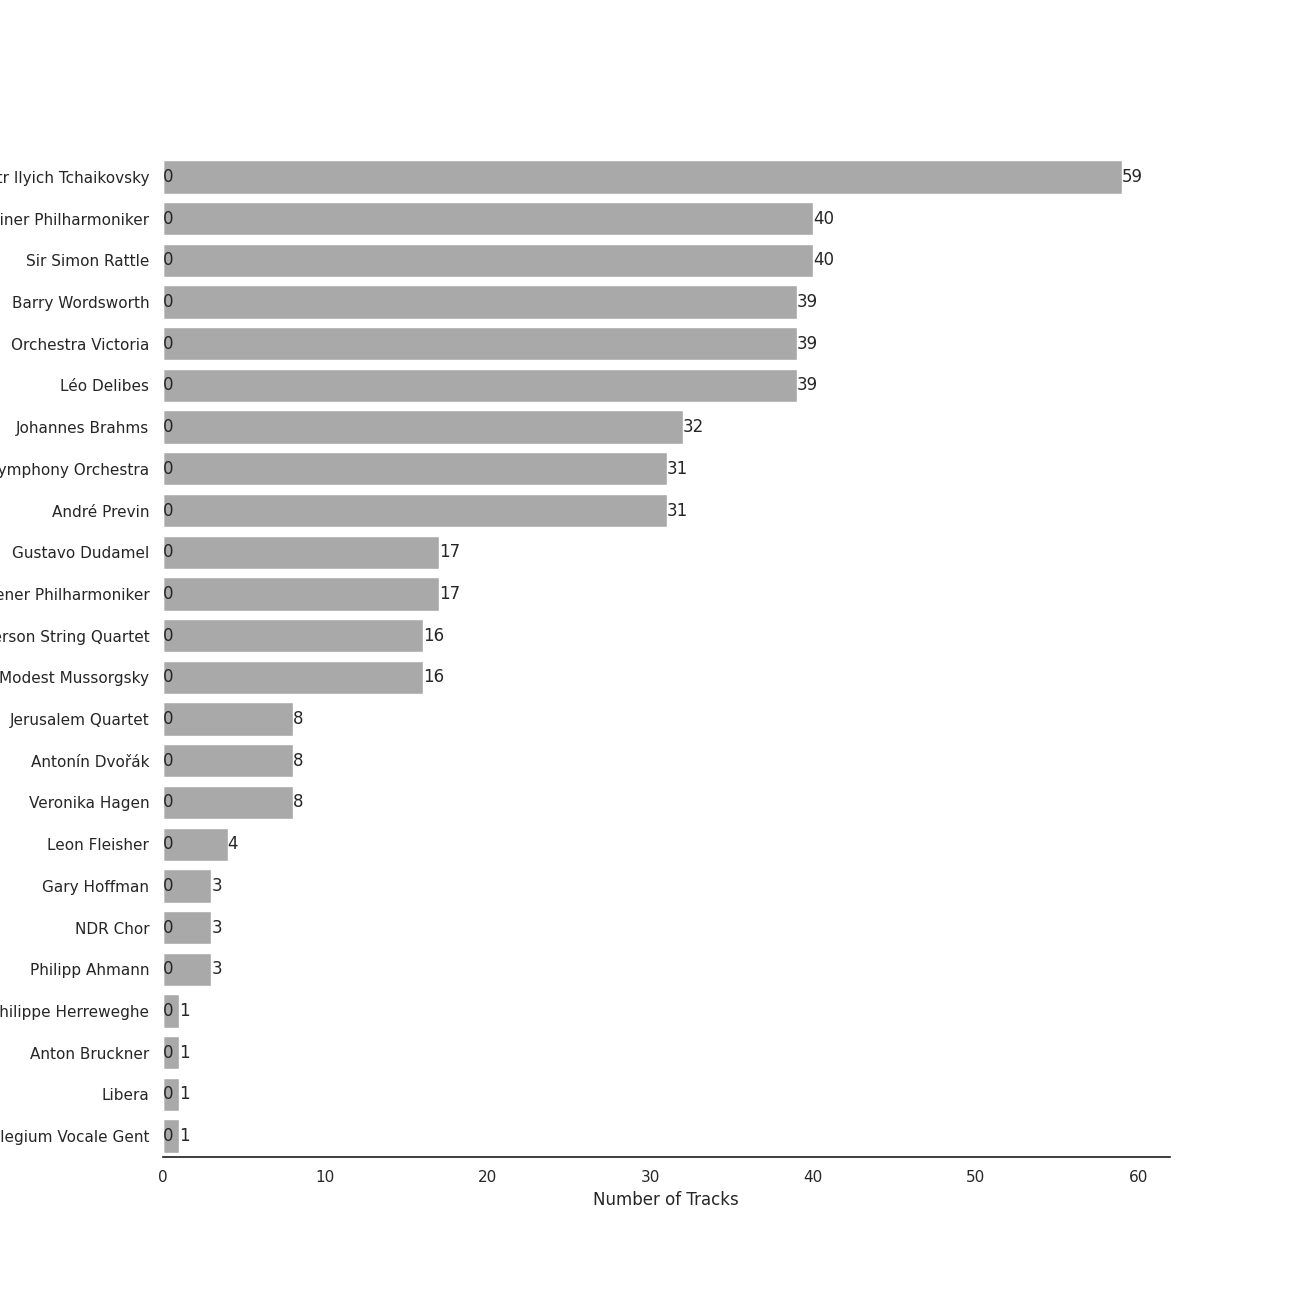 tr Ilyich Tchaikovsky 0 59
iner Philharmoniker 0 40
Sir Simon Rattle 0 40
Barry Wordsworth 0 39
Orchestra Victoria 0 39
Léo Delibes 0 39
Johannes Brahms 0 32
ymphony Orchestra 0 31
André Previn 0 31
Gustavo Dudamel 0 17
ener Philharmoniker 0 17
erson String Quartet 0 16
Modest Mussorgsky 0 16
Jerusalem Quartet 0 8
Antonín Dvořák 0 8
Veronika Hagen 0 8
Leon Fleisher 0 4
Gary Hoffman 0 3
NDR Chor 0 3
Philipp Ahmann 0 3
hilippe Herreweghe 0 1
Anton Bruckner 0 1
Libera 0 1
legium Vocale Gent 0 1
0 10 20 30 40 50 60
Number of Tracks